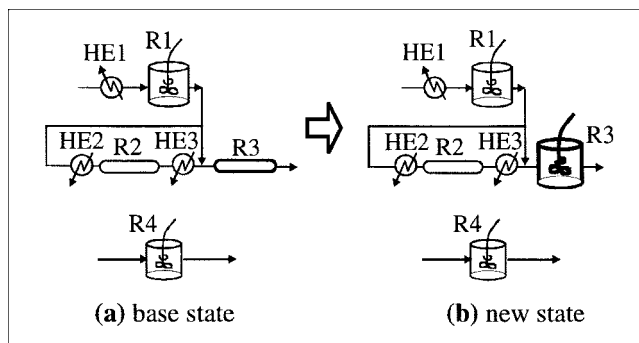 R1
HE1
HE2
R2
HE3
R3
R4
(a) base state
R1
HE1
R3
HE2
R2
HE3
R4
(b) new state